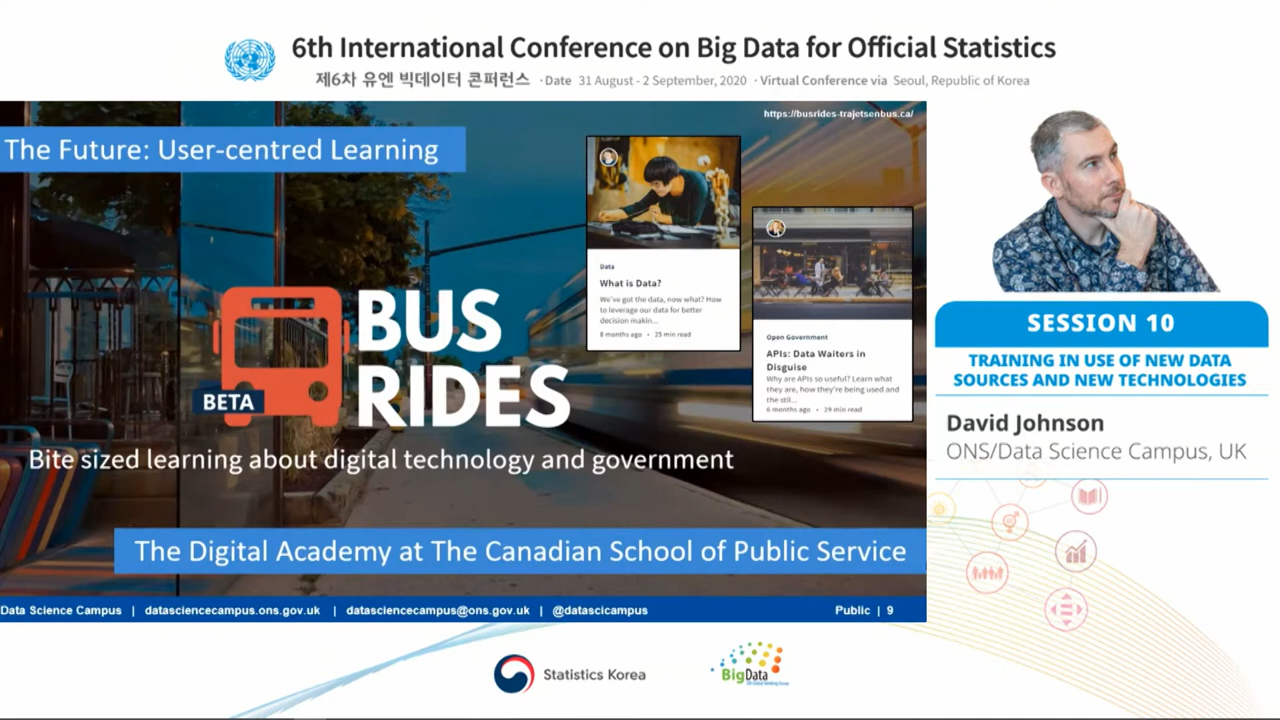 6th International Conference on Big Data for Official Statistics
제6차 유엔 빅데이터 콘퍼런스 · Date 31 August - 2 September, 2020 · Virtual Conference via Seoul, Republic of Korea
https://busrides-trajetsenbus.ca/
The Future: User-centred Learning
Data
What is Data?
We've got the data, now what? How
to leverage our data for better
decision makin...
8 months ago • 25 min read
Open Government
APIs: Data Waiters in
Disguise
Why are APIs so useful? Learn what
they are, how they're being used and
the stil...
6 months ago • 29 min read
BUS
RIDES
BETA
Bite sized learning about digital technology and government
The Digital Academy at The Canadian School of Public Service
Data Science Campus | datasciencecampus.ons.gov.uk | datasciencecampus@ons.gov.uk | @datascicampus Public | 9
SESSION 10
TRAINING IN USE OF NEW DATA
SOURCES AND NEW TECHNOLOGIES
David Johnson
ONS/Data Science Campus, UK
Statistics Korea
BigData
UN Global Working Group